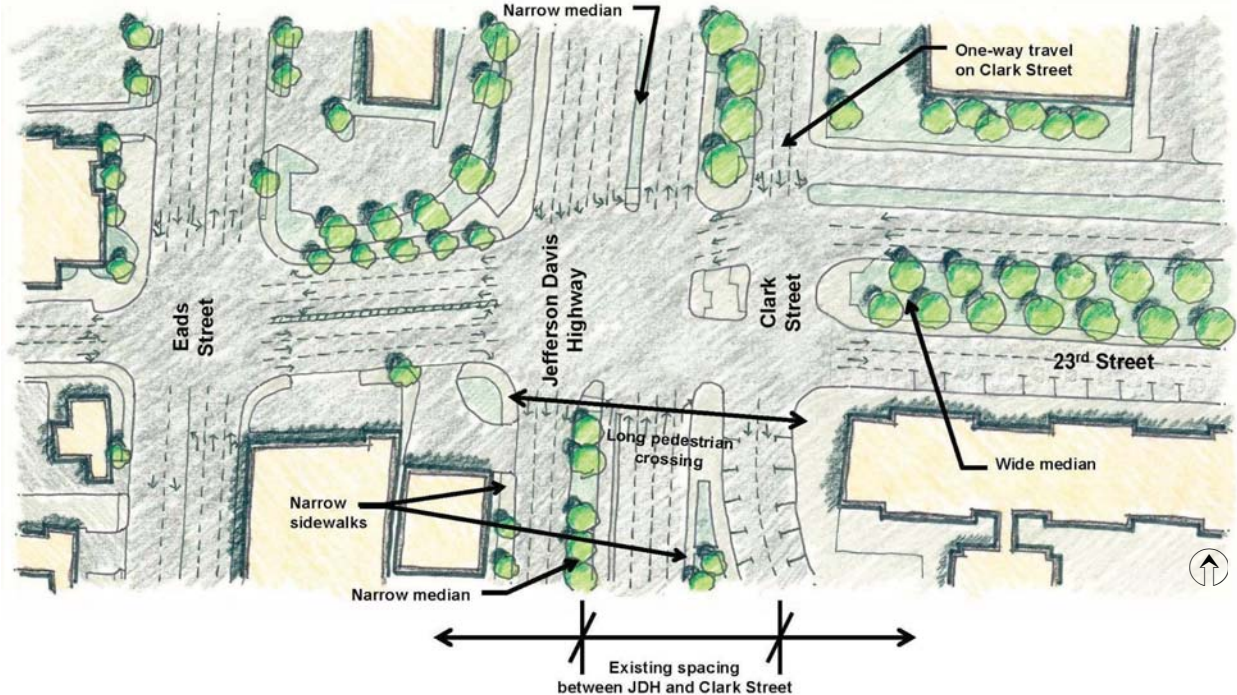 Narrow median
One-way travel
on Clark Street
Eads
Street
Jefferson Davis
Highway
Clark
Street
23rd Street
Long pedestrian
crossing
Wide median
Narrow
sidewalks
Narrow median
Existing spacing
between JDH and Clark Street